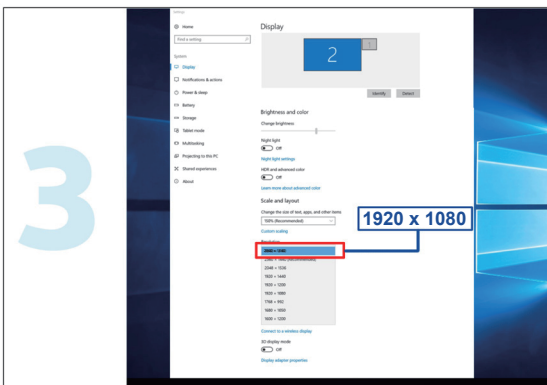 3
Settings
Home
Display
Find a setting
2
1
System
Display
Notifications & actions
Power & sleep
Identify
Detect
Battery
Storage
Brightness and color
Change brightness
Tablet mode
Multitasking
Night light
Off
Projecting to this PC
Night light settings
Shared experiences
HDR and advanced color
Off
About
Learn more about advanced color
Scale and layout
Change the size of text, apps, and other items
100% (Recommended)
1920 x 1080
Custom scaling
Resolution
(Recommended)
2048 × 1536
1920 × 1440
1920 × 1200
1920 × 1080
1768 × 992
1680 × 1050
1600 × 1200
Connect to a wireless display
3D display mode
Off
Display adapter properties